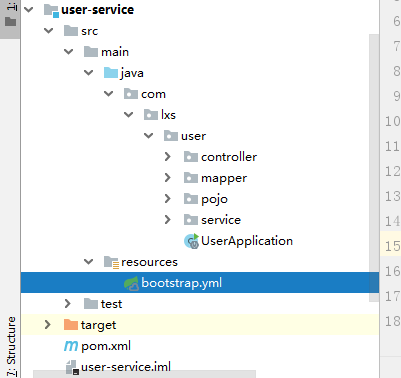 user-service
src
main
java
com
lxs
user
controller
mapper
pojo
service
UserApplication
resources
bootstrap.yml
test
target
pom.xml
user-service.iml
1:
7: Structure
6
7
8
9
10
11
12
13
14
15
16
17
18